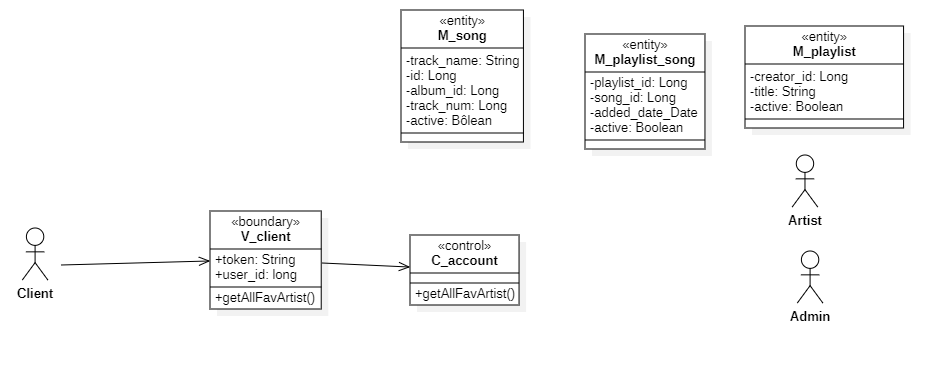 «entity»
M_song
-track_name: String
-id: Long
-album_id: Long
-track_num: Long
-active: Bôlean
«entity»
M_playlist_song
-playlist_id: Long
-song_id: Long
-added_date_Date
-active: Boolean
«entity»
M_playlist
-creator_id: Long
-title: String
-active: Boolean
Artist
Client
«boundary»
V_client
+token: String
+user_id: long
+getAllFavArtist()
«control»
C_account
+getAllFavArtist()
Admin